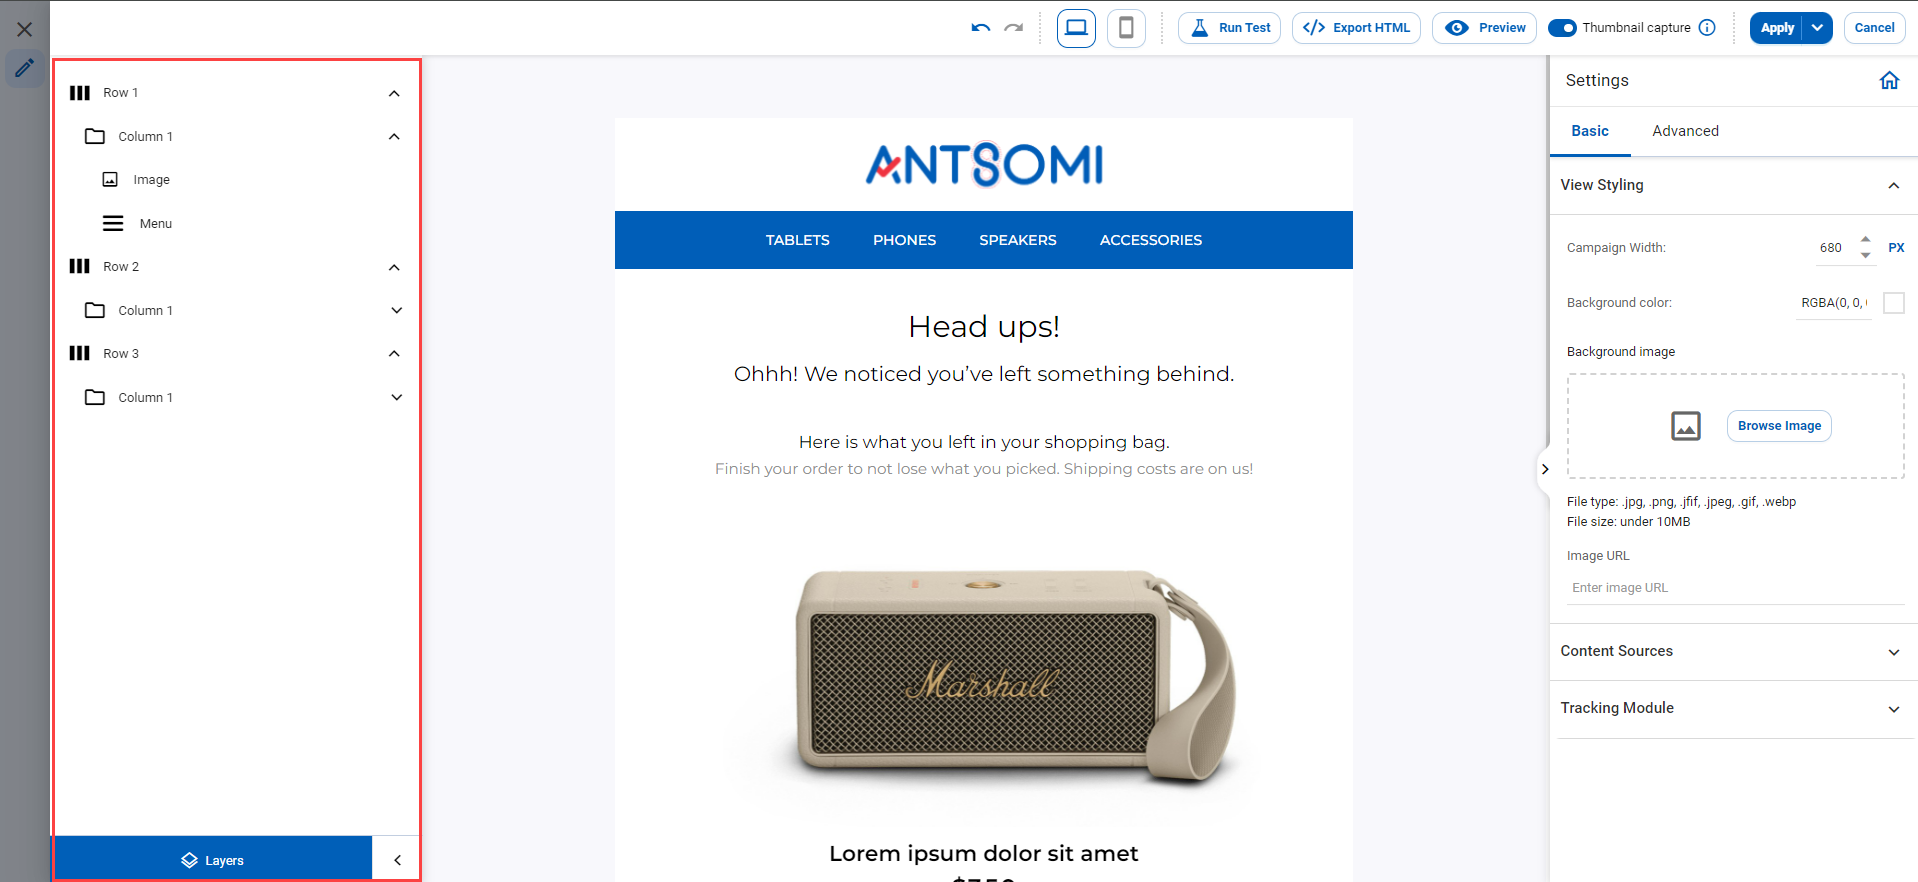 Run Test
Export HTML
Preview
Thumbnail capture
Apply
Cancel
Row 1
Column 1
Image
Menu
Row 2
Column 1
Row 3
Column 1
Layers
ANTSOMI
TABLETS PHONES SPEAKERS ACCESSORIES
Head ups!
Ohhh! We noticed you’ve left something behind.
Here is what you left in your shopping bag.
Finish your order to not lose what you picked. Shipping costs are on us!
Marshall
Lorem ipsum dolor sit amet
Settings
Basic Advanced
View Styling
Campaign Width: 680 PX
Background color: RGBA(0, 0,
Background image
Browse Image
File type: .jpg, .png, .jfif, .jpeg, .gif, .webp
File size: under 10MB
Image URL
Enter image URL
Content Sources
Tracking Module